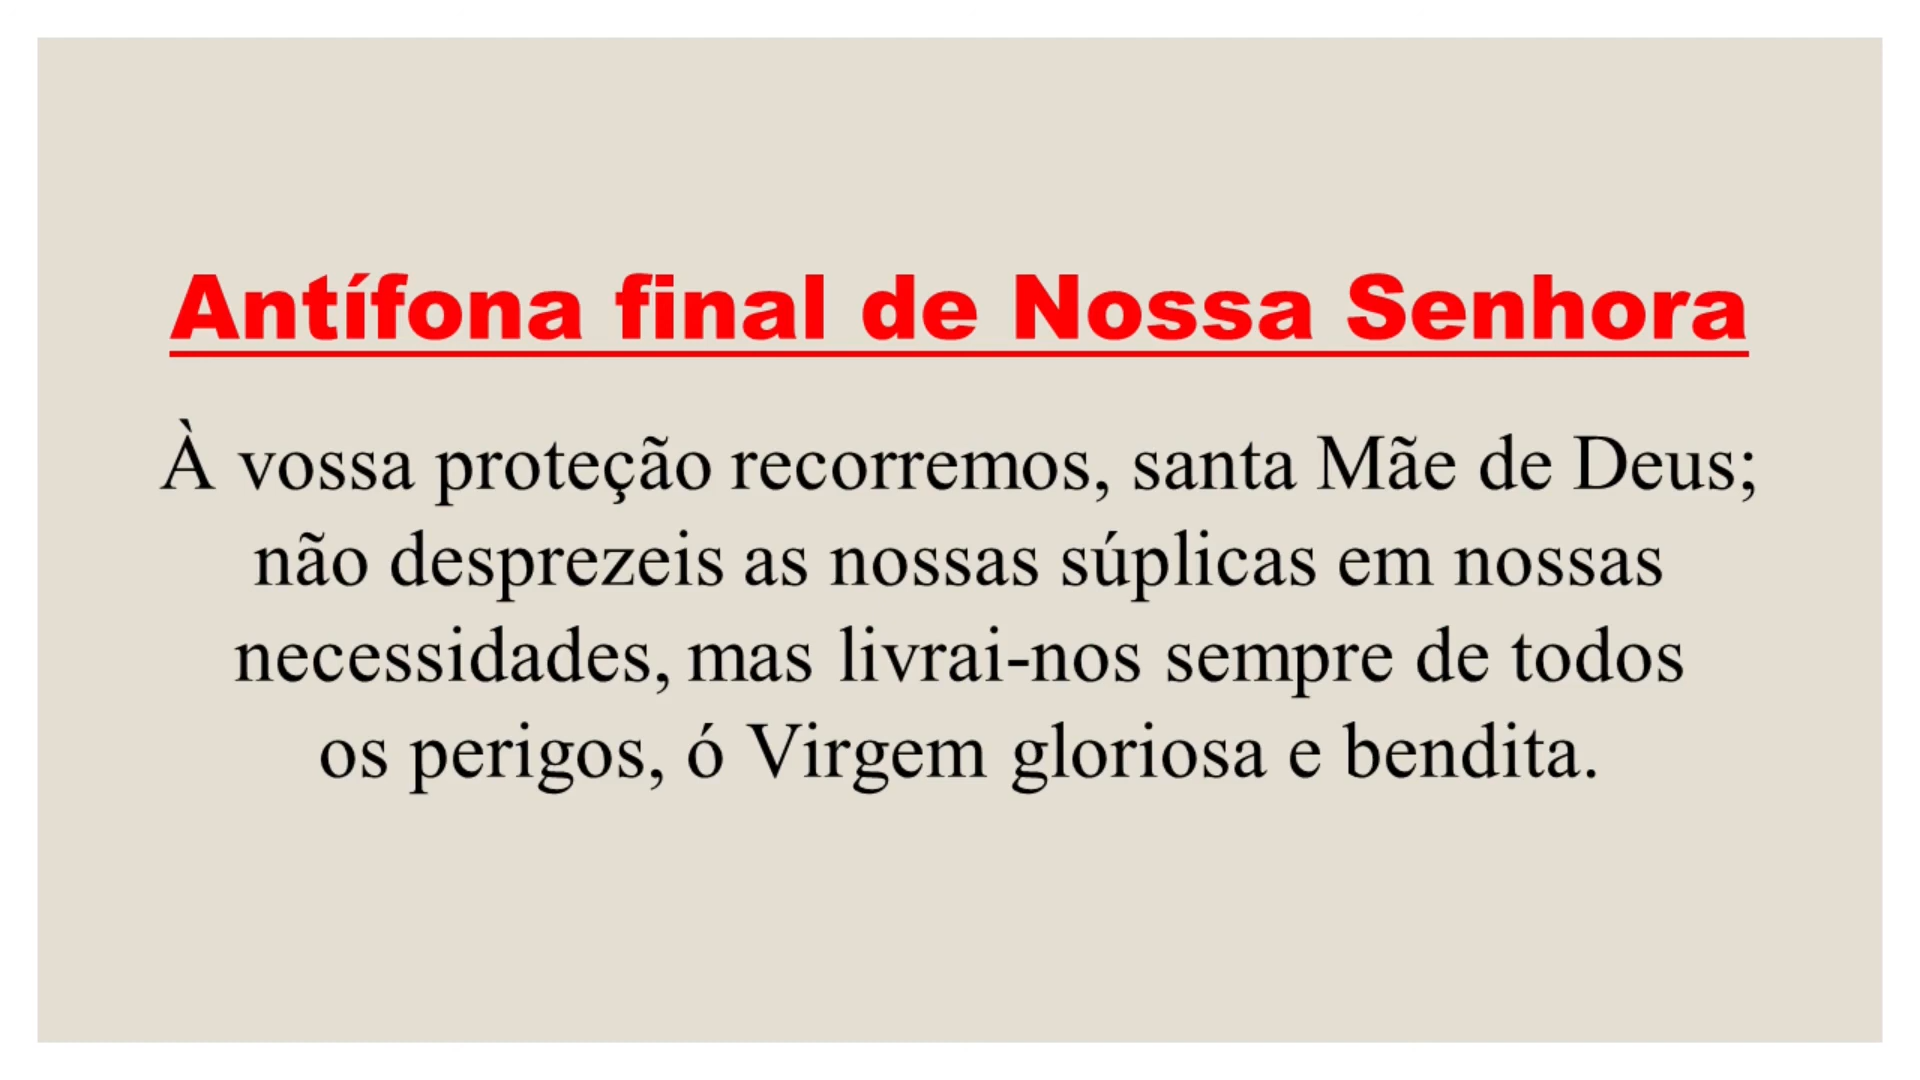 Antífona final de Nossa Senhora
À vossa proteção recorremos, santa Mãe de Deus;
não desprezeis as nossas súplicas em nossas
necessidades, mas livrai-nos sempre de todos
os perigos, ó Virgem gloriosa e bendita.